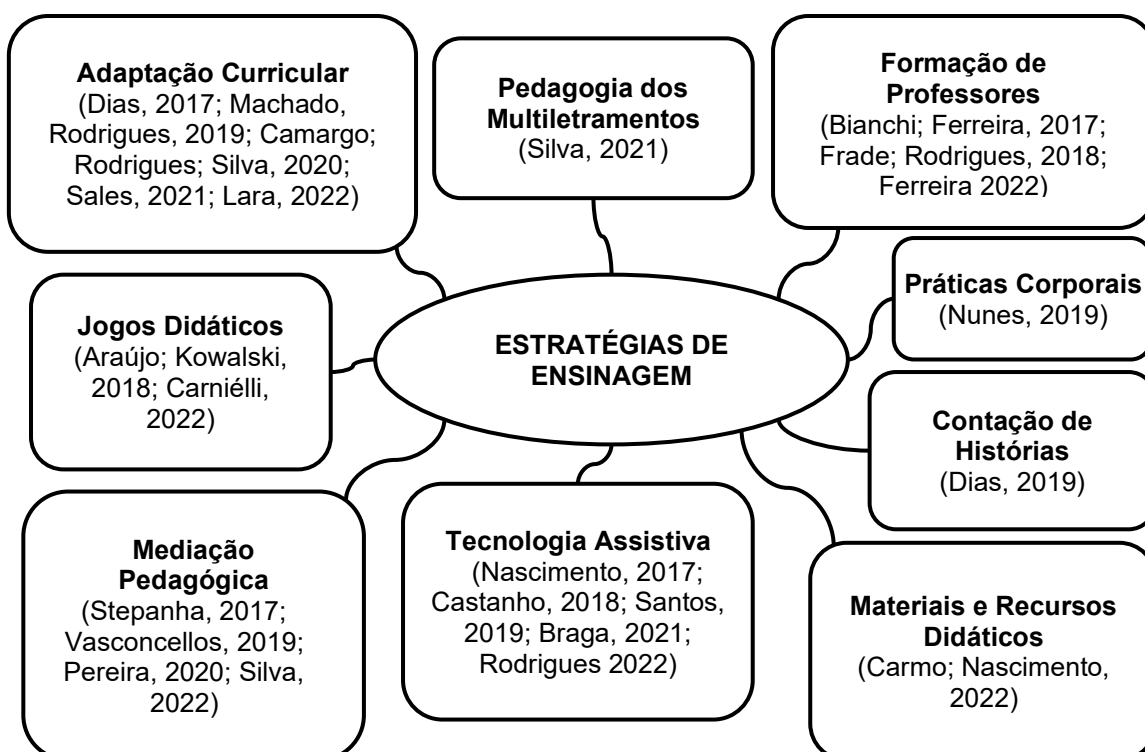 Adaptação Curricular
(Dias, 2017; Machado,
Rodrigues, 2019; Camargo;
Rodrigues; Silva, 2020;
Sales, 2021; Lara, 2022)
Pedagogia dos
Multiletramentos
(Silva, 2021)
Formação de
Professores
(Bianchi; Ferreira, 2017;
Frade; Rodrigues, 2018;
Ferreira 2022)
Jogos Didáticos
(Araújo; Kowalski,
2018; Carniélli,
2022)
ESTRATÉGIAS DE
ENSINAGEM
Práticas Corporais
(Nunes, 2019)
Contação de
Histórias
(Dias, 2019)
Mediação
Pedagógica
(Stepanha, 2017;
Vasconcellos, 2019;
Pereira, 2020; Silva,
2022)
Tecnologia Assistiva
(Nascimento, 2017;
Castanho, 2018; Santos,
2019; Braga, 2021;
Rodrigues 2022)
Materiais e Recursos
Didáticos
(Carmo; Nascimento,
2022)